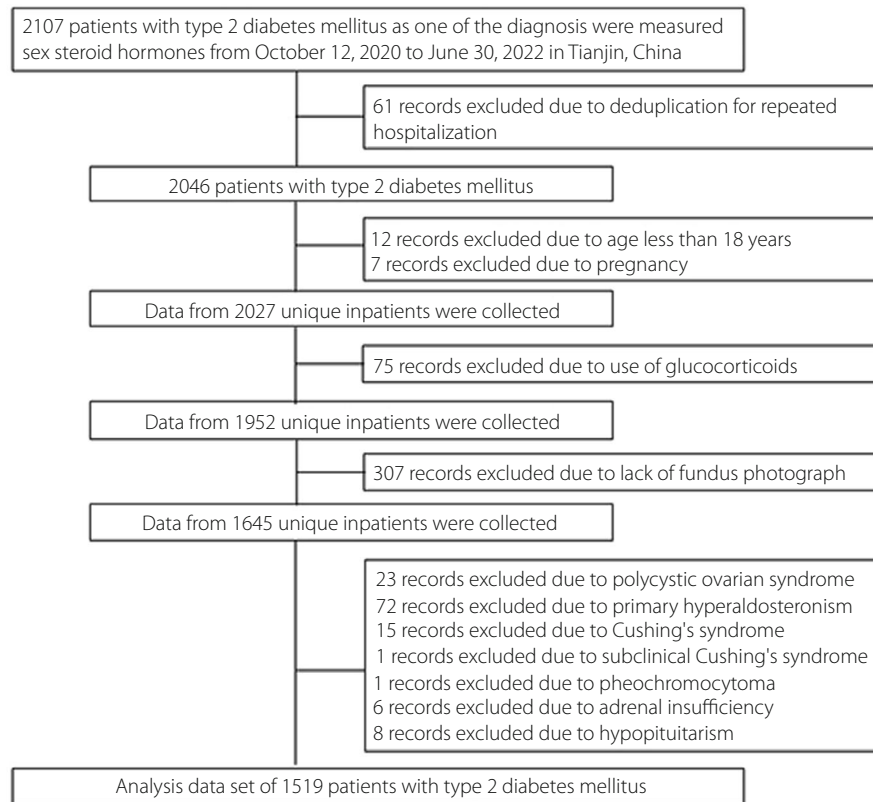 2107 patients with type 2 diabetes mellitus as one of the diagnosis were measured
sex steroid hormones from October 12, 2020 to June 30, 2022 in Tianjin, China
61 records excluded due to deduplication for repeated
hospitalization
2046 patients with type 2 diabetes mellitus
12 records excluded due to age less than 18 years
7 records excluded due to pregnancy
Data from 2027 unique inpatients were collected
75 records excluded due to use of glucocorticoids
Data from 1952 unique inpatients were collected
307 records excluded due to lack of fundus photograph
Data from 1645 unique inpatients were collected
23 records excluded due to polycystic ovarian syndrome
72 records excluded due to primary hyperaldosteronism
15 records excluded due to Cushing's syndrome
1 records excluded due to subclinical Cushing's syndrome
1 records excluded due to pheochromocytoma
6 records excluded due to adrenal insufficiency
8 records excluded due to hypopituitarism
Analysis data set of 1519 patients with type 2 diabetes mellitus